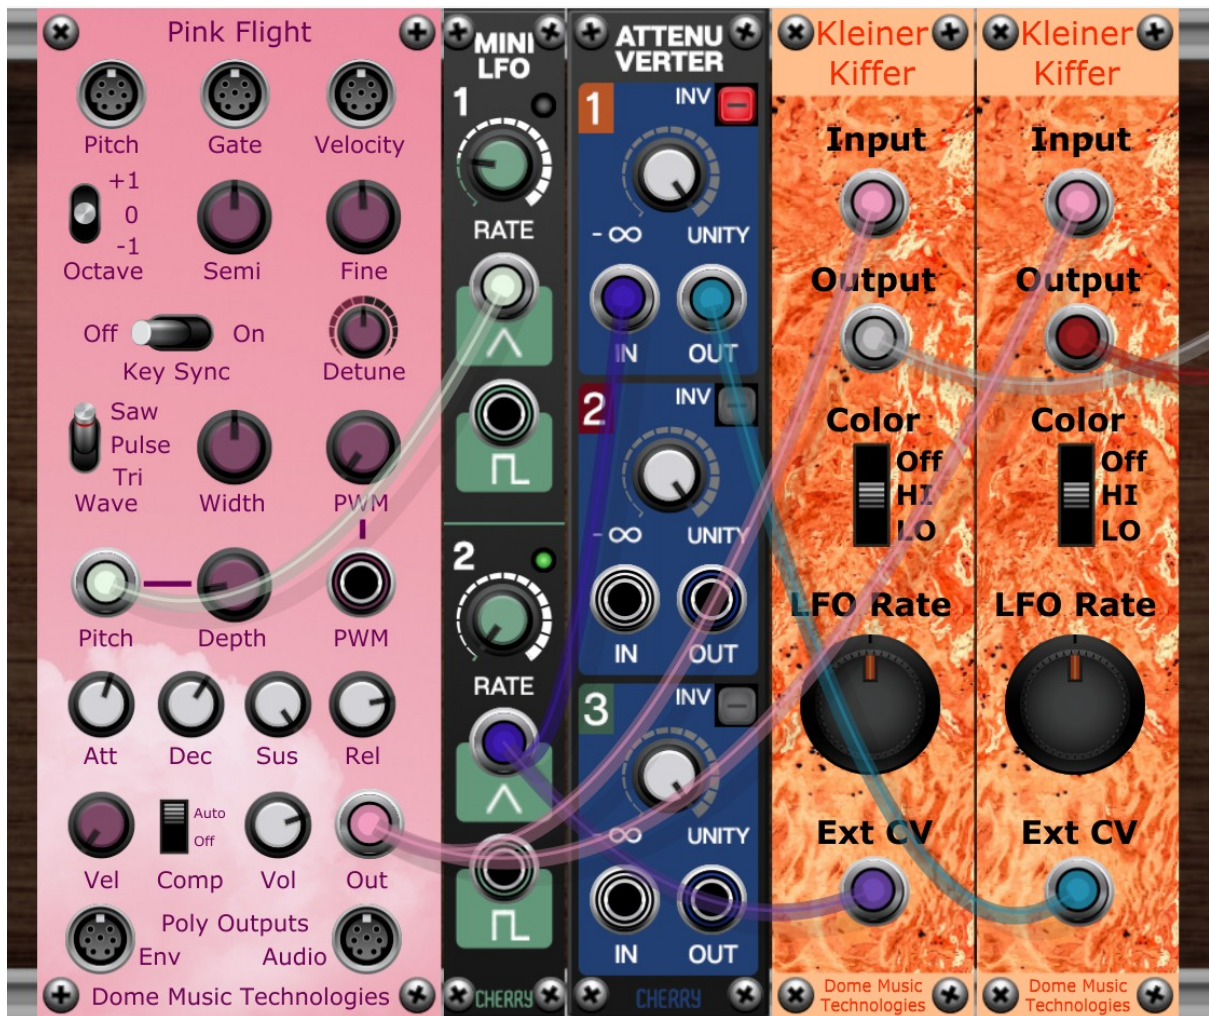 Pink Flight
Pitch Gate Velocity
+1
0
-1
Octave Semi Fine
Off On
Key Sync Detune
Saw
Pulse
Tri
Wave Width PWM
Pitch Depth PWM
Att Dec Sus Rel
Auto
Off
Vel Comp Vol Out
Poly Outputs
Env Audio
Dome Music Technologies
MINI
LFO
1
RATE
2
RATE
CHERRY
ATTENU
VERTER
1 INV
-∞ UNITY
IN OUT
2 INV
-∞ UNITY
IN OUT
3 INV
-∞ UNITY
IN OUT
CHERRY
Kleiner
Kiffer
Input
Output
Color
Off
HI
LO
LFO Rate
Ext CV
Dome Music
Technologies
Kleiner
Kiffer
Input
Output
Color
Off
HI
LO
LFO Rate
Ext CV
Dome Music
Technologies